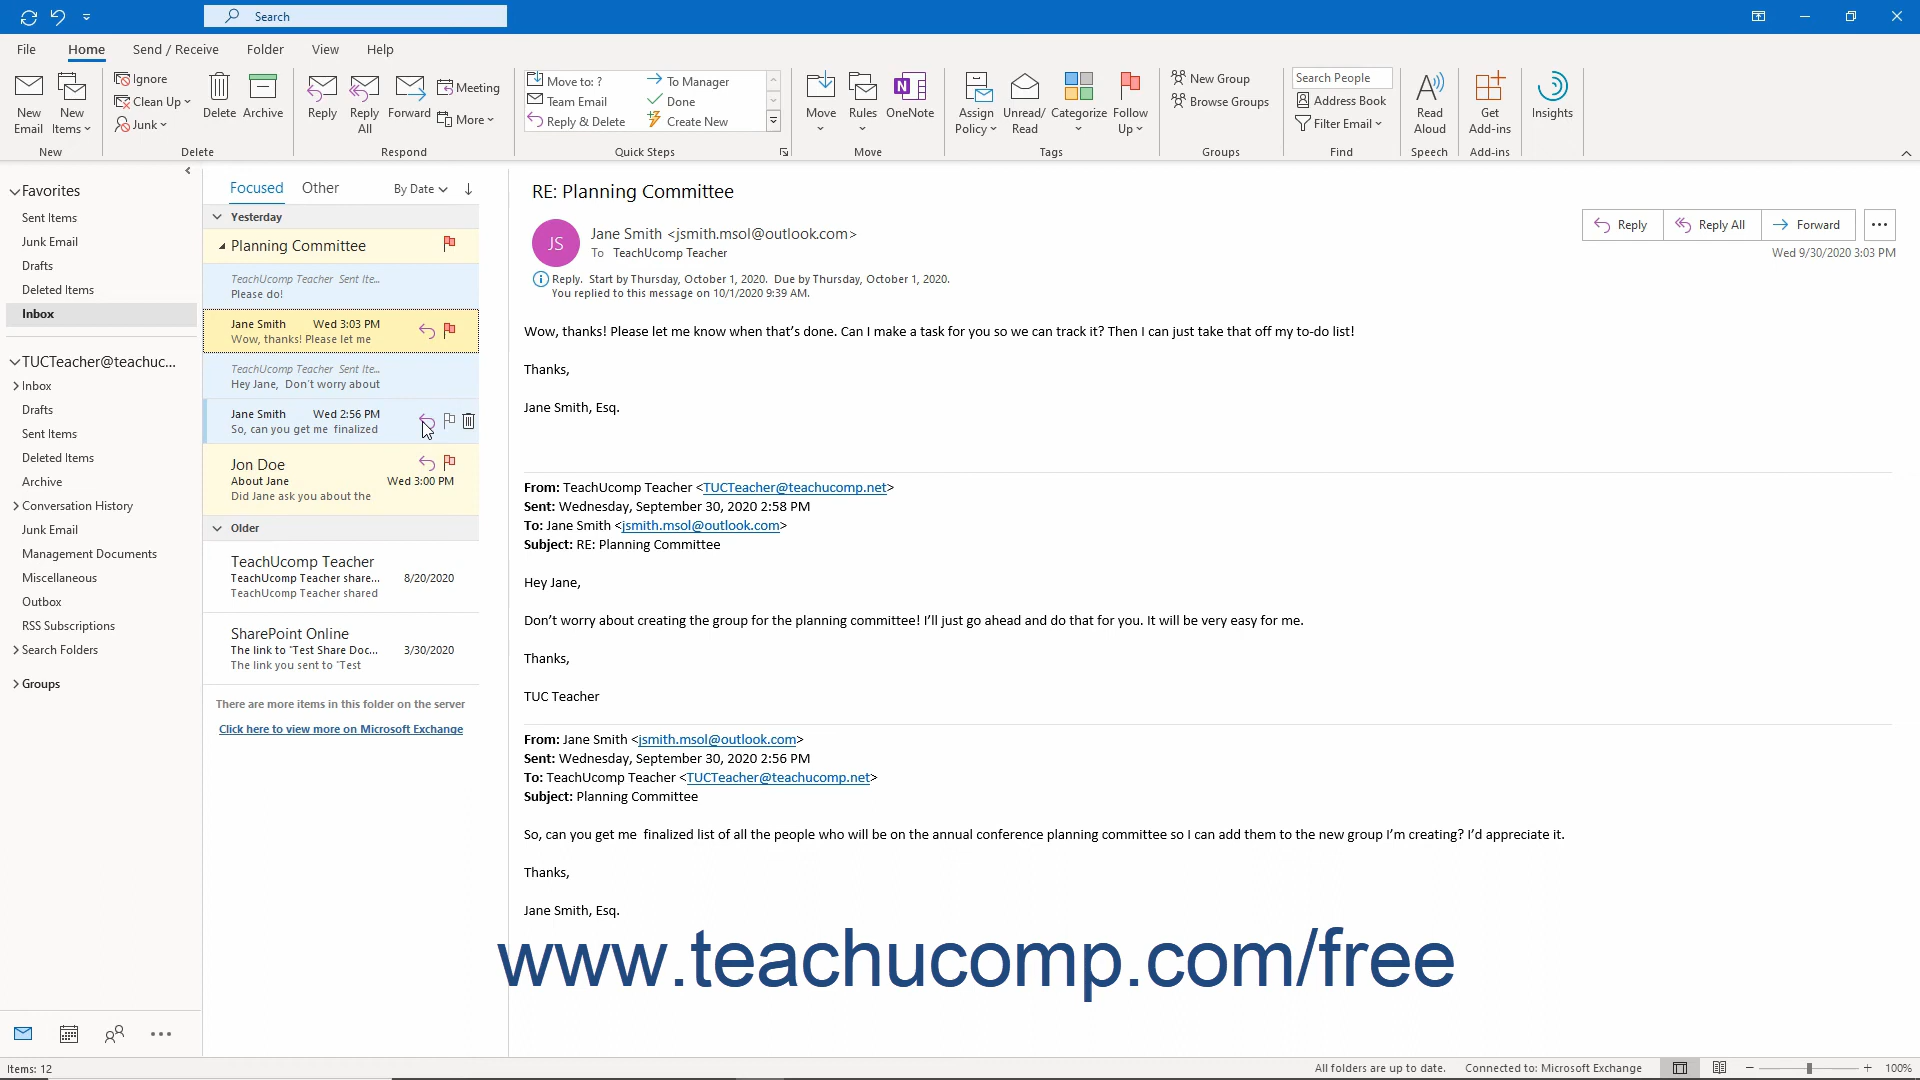 Search
File Home Send / Receive Folder View Help
New Email
New Items
New
Ignore
Clean Up
Junk
Delete
Archive
Delete
Reply
Reply All
Forward
Meeting
More
Respond
Move to: ?
Team Email
Reply & Delete
To Manager
Done
Create New
Quick Steps
Move
Rules
OneNote
Move
Assign Policy
Unread/ Read
Categorize
Follow Up
Tags
New Group
Browse Groups
Groups
Search People
Address Book
Filter Email
Find
Read Aloud
Speech
Get Add-ins
Add-ins
Insights
Favorites
Sent Items
Junk Email
Drafts
Deleted Items
Inbox
TUCTeacher@teachuc...
Inbox
Drafts
Sent Items
Deleted Items
Archive
Conversation History
Junk Email
Management Documents
Miscellaneous
Outbox
RSS Subscriptions
Search Folders
Groups
Focused Other By Date
Yesterday
Planning Committee
TeachUcomp Teacher Sent Ite...
Please do!
Jane Smith Wed 3:03 PM
Wow, thanks! Please let me
TeachUcomp Teacher Sent Ite...
Hey Jane, Don't worry about
Jane Smith Wed 2:56 PM
So, can you get me finalized
Jon Doe
About Jane Wed 3:00 PM
Did Jane ask you about the
Older
TeachUcomp Teacher
TeachUcomp Teacher share... 8/20/2020
TeachUcomp Teacher shared
SharePoint Online
The link to "Test Share Doc... 3/30/2020
The link you sent to "Test
There are more items in this folder on the server
Click here to view more on Microsoft Exchange
RE: Planning Committee
JS
Jane Smith <jsmith.msol@outlook.com>
To TeachUcomp Teacher
Reply Reply All Forward ...
Wed 9/30/2020 3:03 PM
Reply. Start by Thursday, October 1, 2020. Due by Thursday, October 1, 2020.
You replied to this message on 10/1/2020 9:39 AM.
Wow, thanks! Please let me know when that's done. Can I make a task for you so we can track it? Then I can just take that off my to-do list!
Thanks,
Jane Smith, Esq.
From: TeachUcomp Teacher <TUCTeacher@teachucomp.net>
Sent: Wednesday, September 30, 2020 2:58 PM
To: Jane Smith <jsmith.msol@outlook.com>
Subject: RE: Planning Committee
Hey Jane,
Don't worry about creating the group for the planning committee! I'll just go ahead and do that for you. It will be very easy for me.
Thanks,
TUC Teacher
From: Jane Smith <jsmith.msol@outlook.com>
Sent: Wednesday, September 30, 2020 2:56 PM
To: TeachUcomp Teacher <TUCTeacher@teachucomp.net>
Subject: Planning Committee
So, can you get me finalized list of all the people who will be on the annual conference planning committee so I can add them to the new group I'm creating? I'd appreciate it.
Thanks,
Jane Smith, Esq.
www.teachucomp.com/free
Items: 12
All folders are up to date. Connected to: Microsoft Exchange 100%